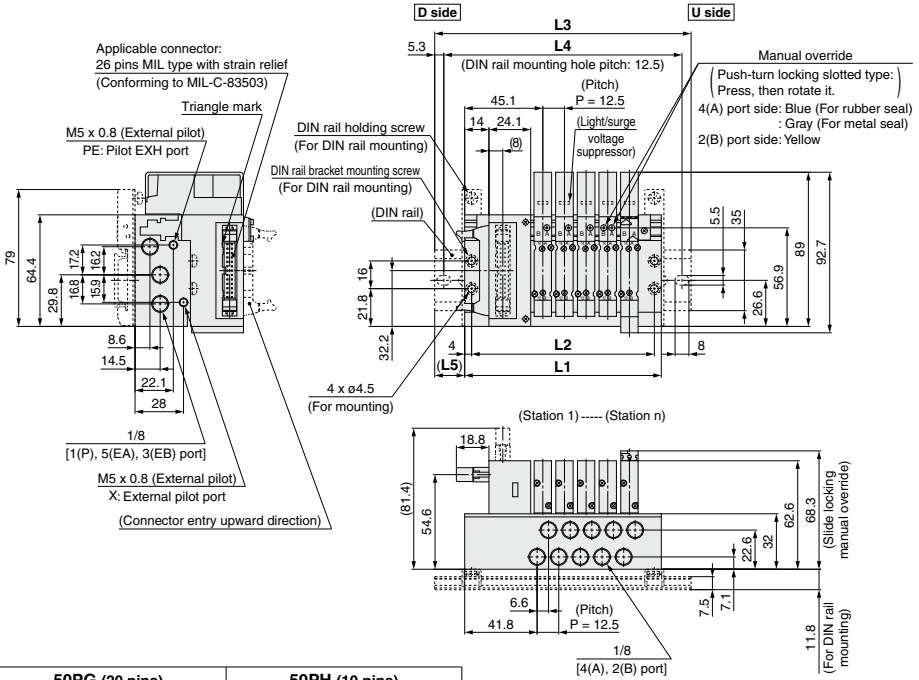 D side
U side
L3
5.3
L4
(DIN rail mounting hole pitch: 12.5)
Applicable connector:
26 pins MIL type with strain relief
(Conforming to MIL-C-83503)
Triangle mark
M5 x 0.8 (External pilot)
PE: Pilot EXH port
Manual override
(Push-turn locking slotted type:
Press, then rotate it.)
4(A) port side: Blue (For rubber seal)
: Gray (For metal seal)
2(B) port side: Yellow
(Pitch)
45.1
P = 12.5
14
24.1
(Light/surge
voltage
suppressor)
(8)
DIN rail holding screw
(For DIN rail mounting)
DIN rail bracket mounting screw
(For DIN rail mounting)
(DIN rail)
79
64.4
29.8
17.2
16.2
16.8
15.9
8.6
14.5
22.1
28
16
21.8
32.2
4
(L5)
L2
L1
8
5.5
35
26.6
56.9
89
92.7
B A B A B A B A B A
4 x ø4.5
(For mounting)
1/8
[1(P), 5(EA), 3(EB) port]
M5 x 0.8 (External pilot)
X: External pilot port
(Connector entry upward direction)
(Station 1) ----- (Station n)
18.8
(81.4)
54.6
22.6
32
62.6
68.3
(Slide locking
manual override)
6.6
(Pitch)
41.8
P = 12.5
7.5
7.1
11.8
(For DIN rail
mounting)
1/8
[4(A), 2(B) port]
50PG (20 pins)
50PH (10 pins)